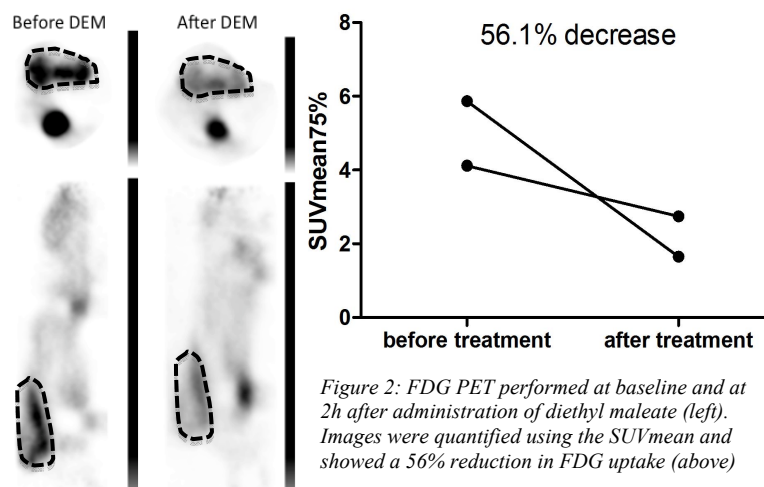 Before DEM
After DEM
56.1% decrease
SUVmean75%
8
6
4
2
0
before treatment
after treatment
Figure 2: FDG PET performed at baseline and at
2h after administration of diethyl maleate (left).
Images were quantified using the SUVmean and
showed a 56% reduction in FDG uptake (above)